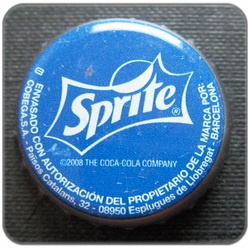 Sprite®
©2008 THE COCA-COLA COMPANY
ENVASADO CON AUTORIZACIÓN DEL PROPIETARIO DE LA MARCA POR:
COBEGA,S.A. - Països Catalans, 32 - 08950 Esplugues de Llobregat - BARCELONA